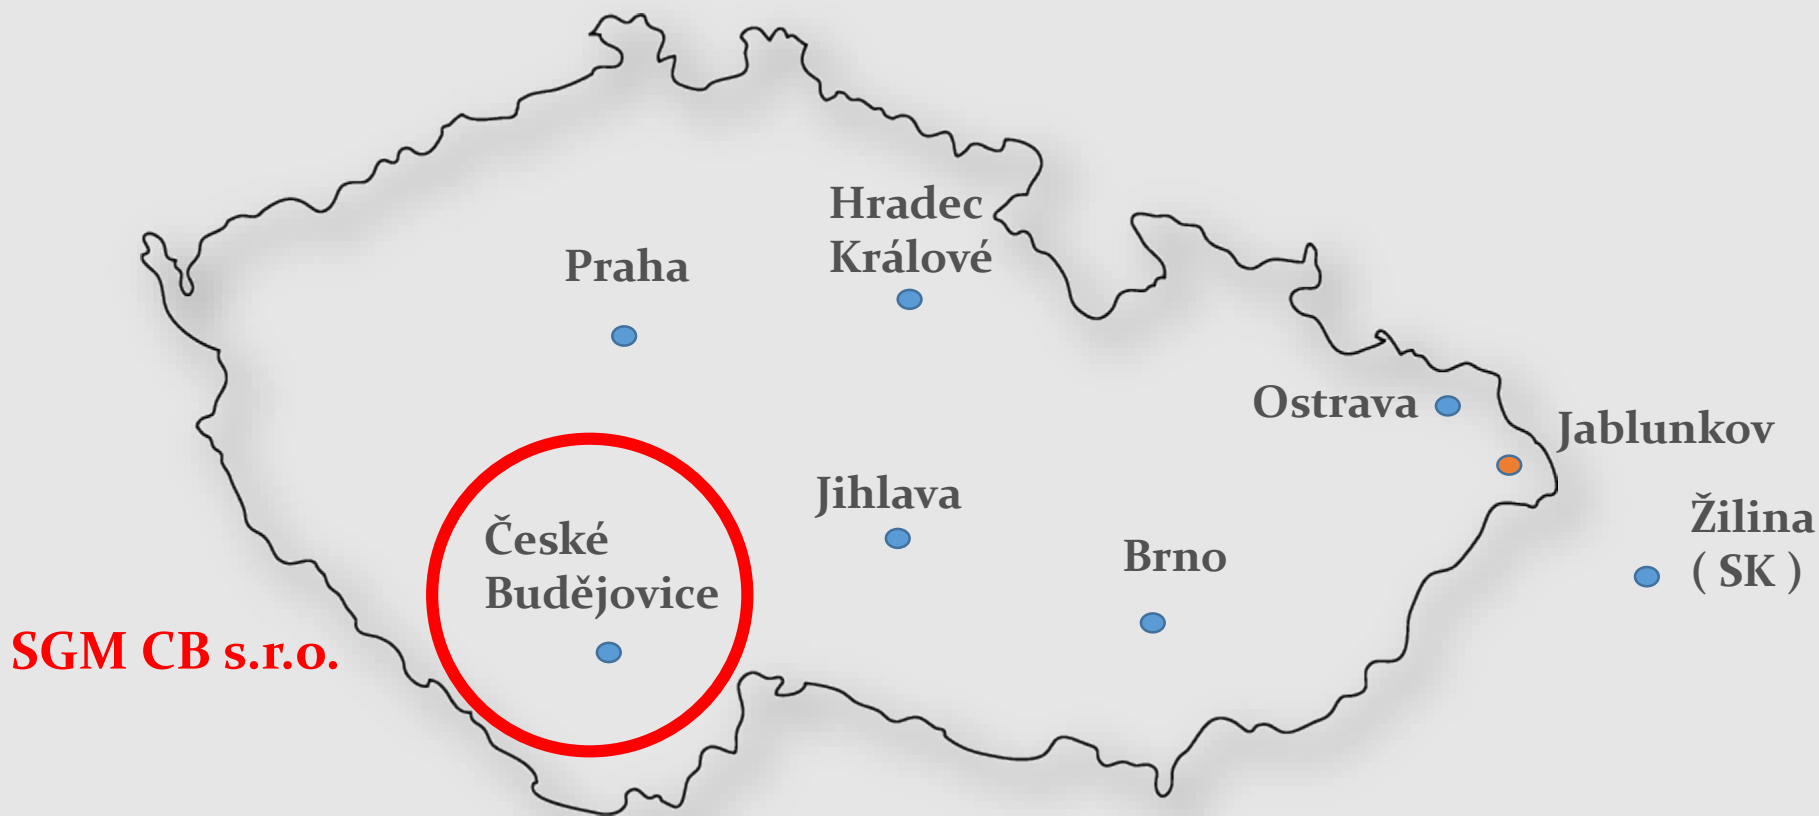 Hradec
Králové
Praha
Ostrava
Jablunkov
Jihlava
Žilina
( SK )
České
Budějovice
Brno
SGM CB s.r.o.